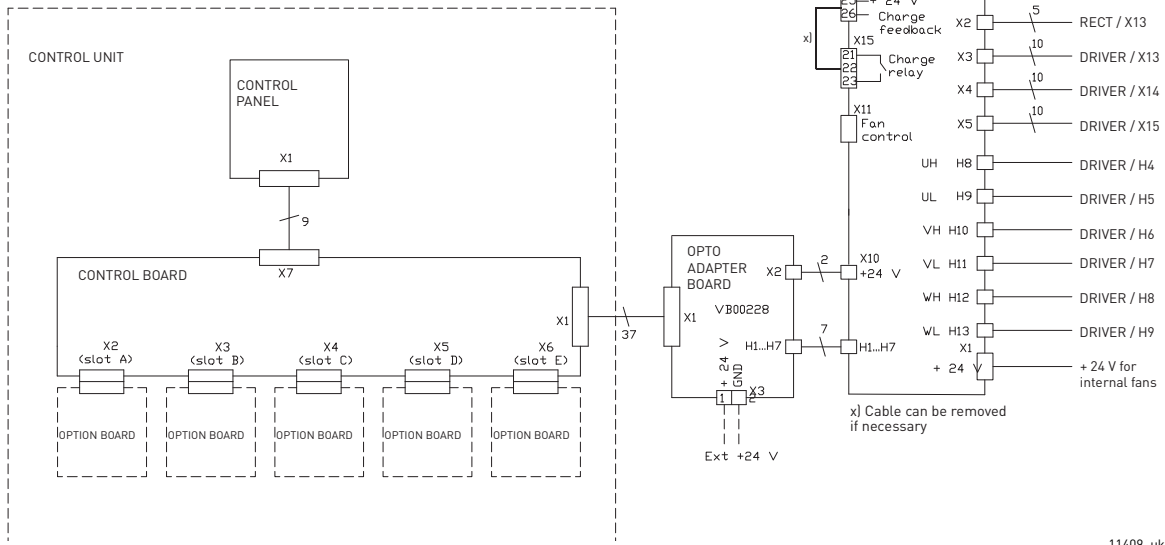 CONTROL UNIT
CONTROL
PANEL
X1
9
X7
CONTROL BOARD
X1
37
X2
(slot A)
X3
(slot B)
X4
(slot C)
X5
(slot D)
X6
(slot E)
OPTION BOARD
OPTION BOARD
OPTION BOARD
OPTION BOARD
OPTION BOARD
OPTO
ADAPTER
BOARD
VB00228
X1
X2
2
X10
+24 V
H1...H7
7
H1...H7
+ 24 V
GND
X3
1
2
Ext +24 V
26
Charge
feedback
x)
X15
21
22
23
Charge
relay
X11
Fan
control
X2
5
RECT / X13
X3
10
DRIVER / X13
X4
10
DRIVER / X14
X5
10
DRIVER / X15
UH H8
DRIVER / H4
UL H9
DRIVER / H5
VH H10
DRIVER / H6
VL H11
DRIVER / H7
WH H12
DRIVER / H8
WL H13
DRIVER / H9
X1
+ 24 V
+ 24 V for
internal fans
x) Cable can be removed
if necessary